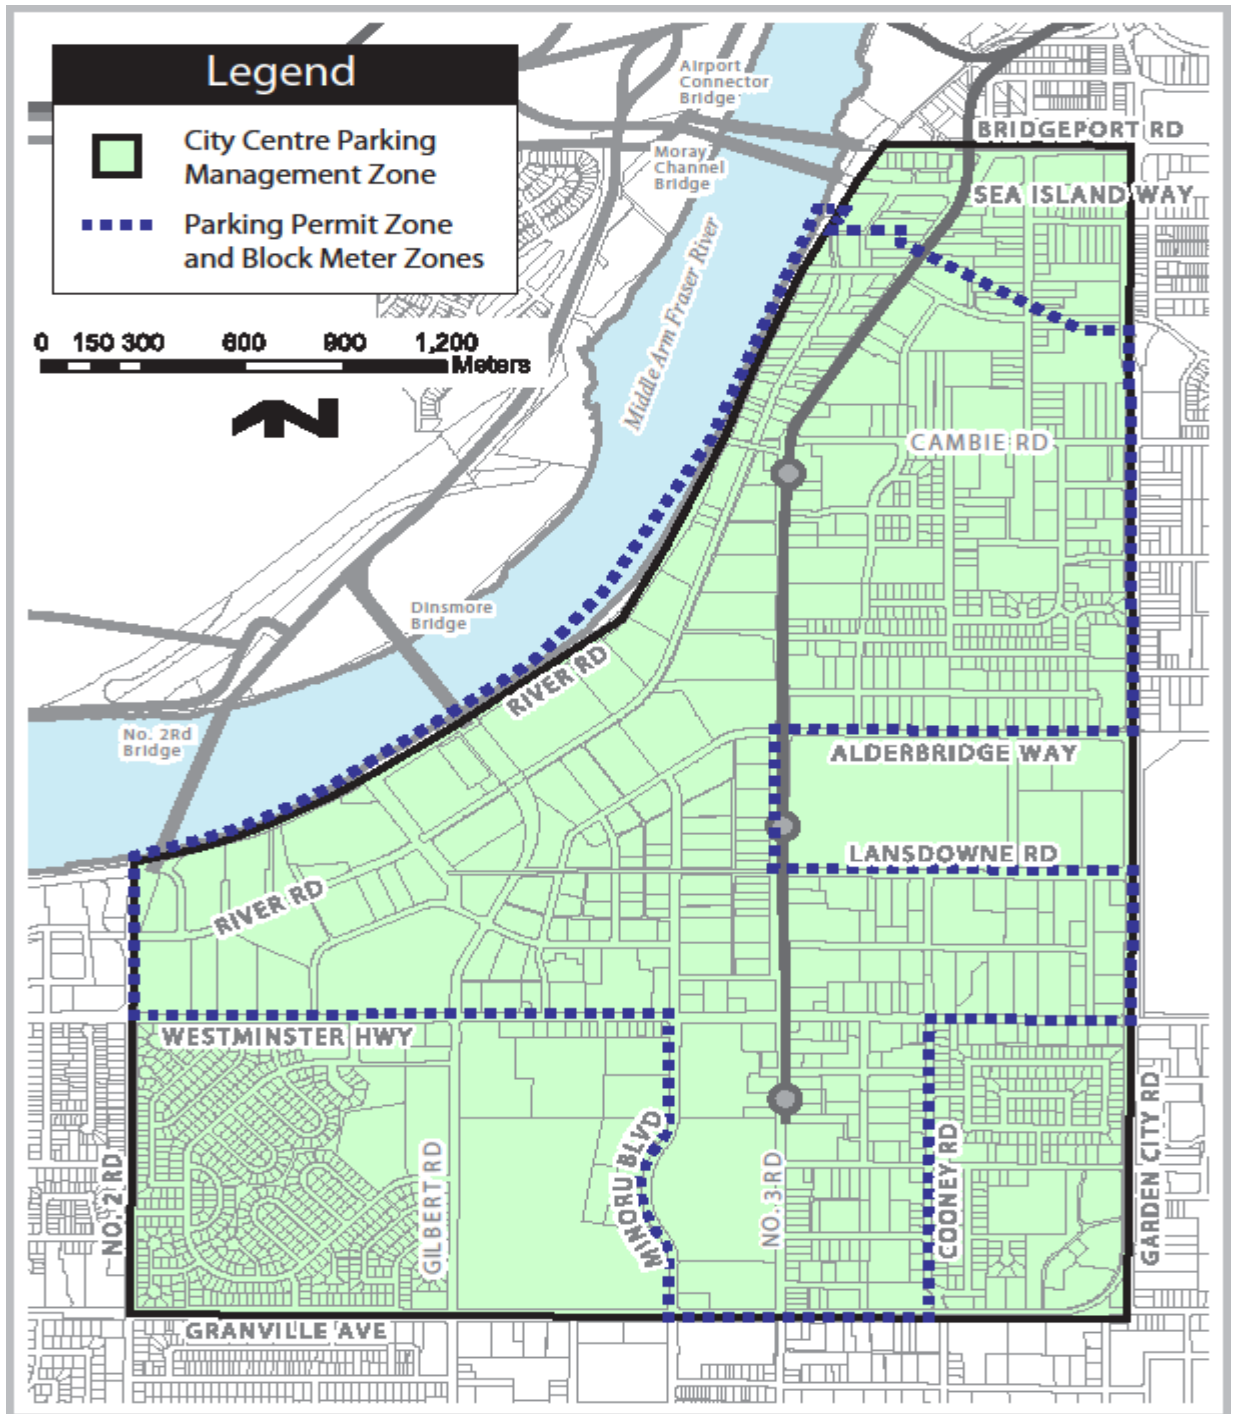 Legend
City Centre Parking
Management Zone
Parking Permit Zone
and Block Meter Zones
0 150 300 600 900 1,200
Meters
N
Airport
Connector
Bridge
Moray
Channel
Bridge
Middle Arm Fraser River
BRIDGEPORT RD
SEA ISLAND WAY
CAMBIE RD
Dinsmore
Bridge
RIVER RD
No. 2Rd
Bridge
ALDERBRIDGE WAY
LANSDOWNE RD
RIVER RD
WESTMINSTER HWY
NO. 2 RD
GILBERT RD
MINORU BLVD
NO. 3 RD
COONEY RD
GARDEN CITY RD
GRANVILLE AVE